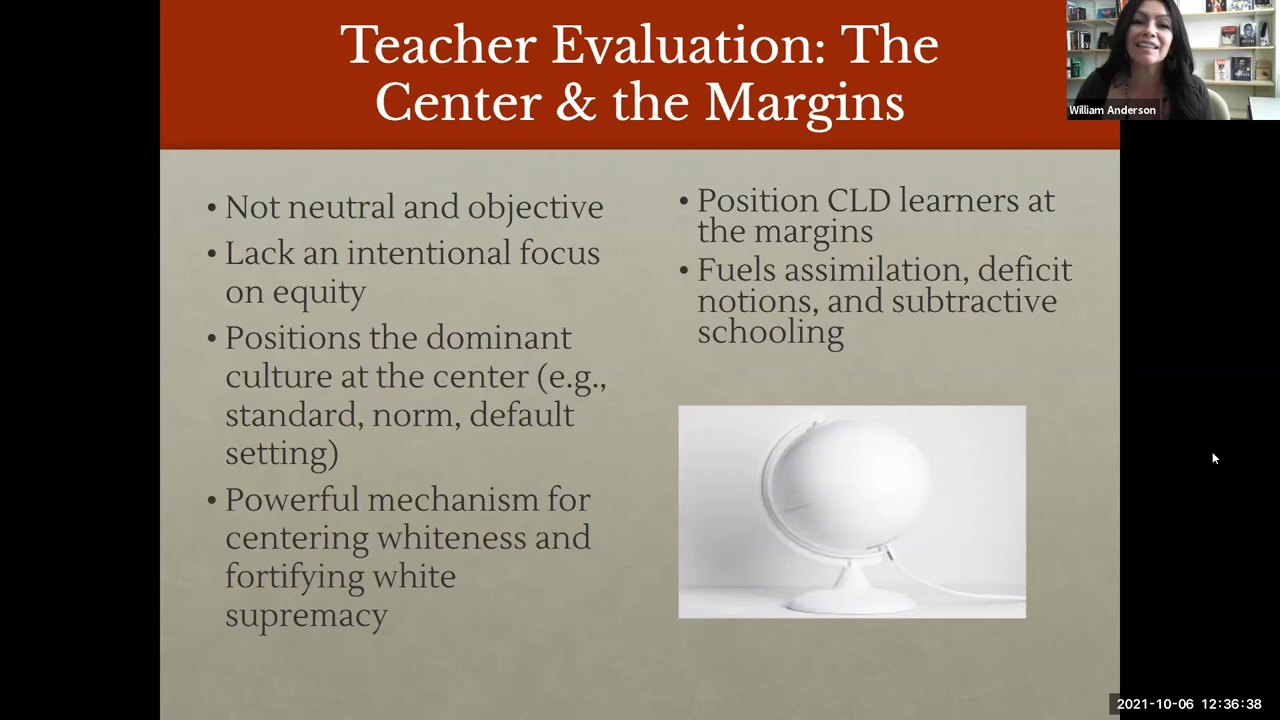 Teacher Evaluation: The
Center & the Margins
William Anderson
• Not neutral and objective
• Lack an intentional focus
on equity
• Positions the dominant
culture at the center (e.g.,
standard, norm, default
setting)
• Powerful mechanism for
centering whiteness and
fortifying white
supremacy
• Position CLD learners at
the margins
• Fuels assimilation, deficit
notions, and subtractive
schooling
2021-10-06 12:36:38